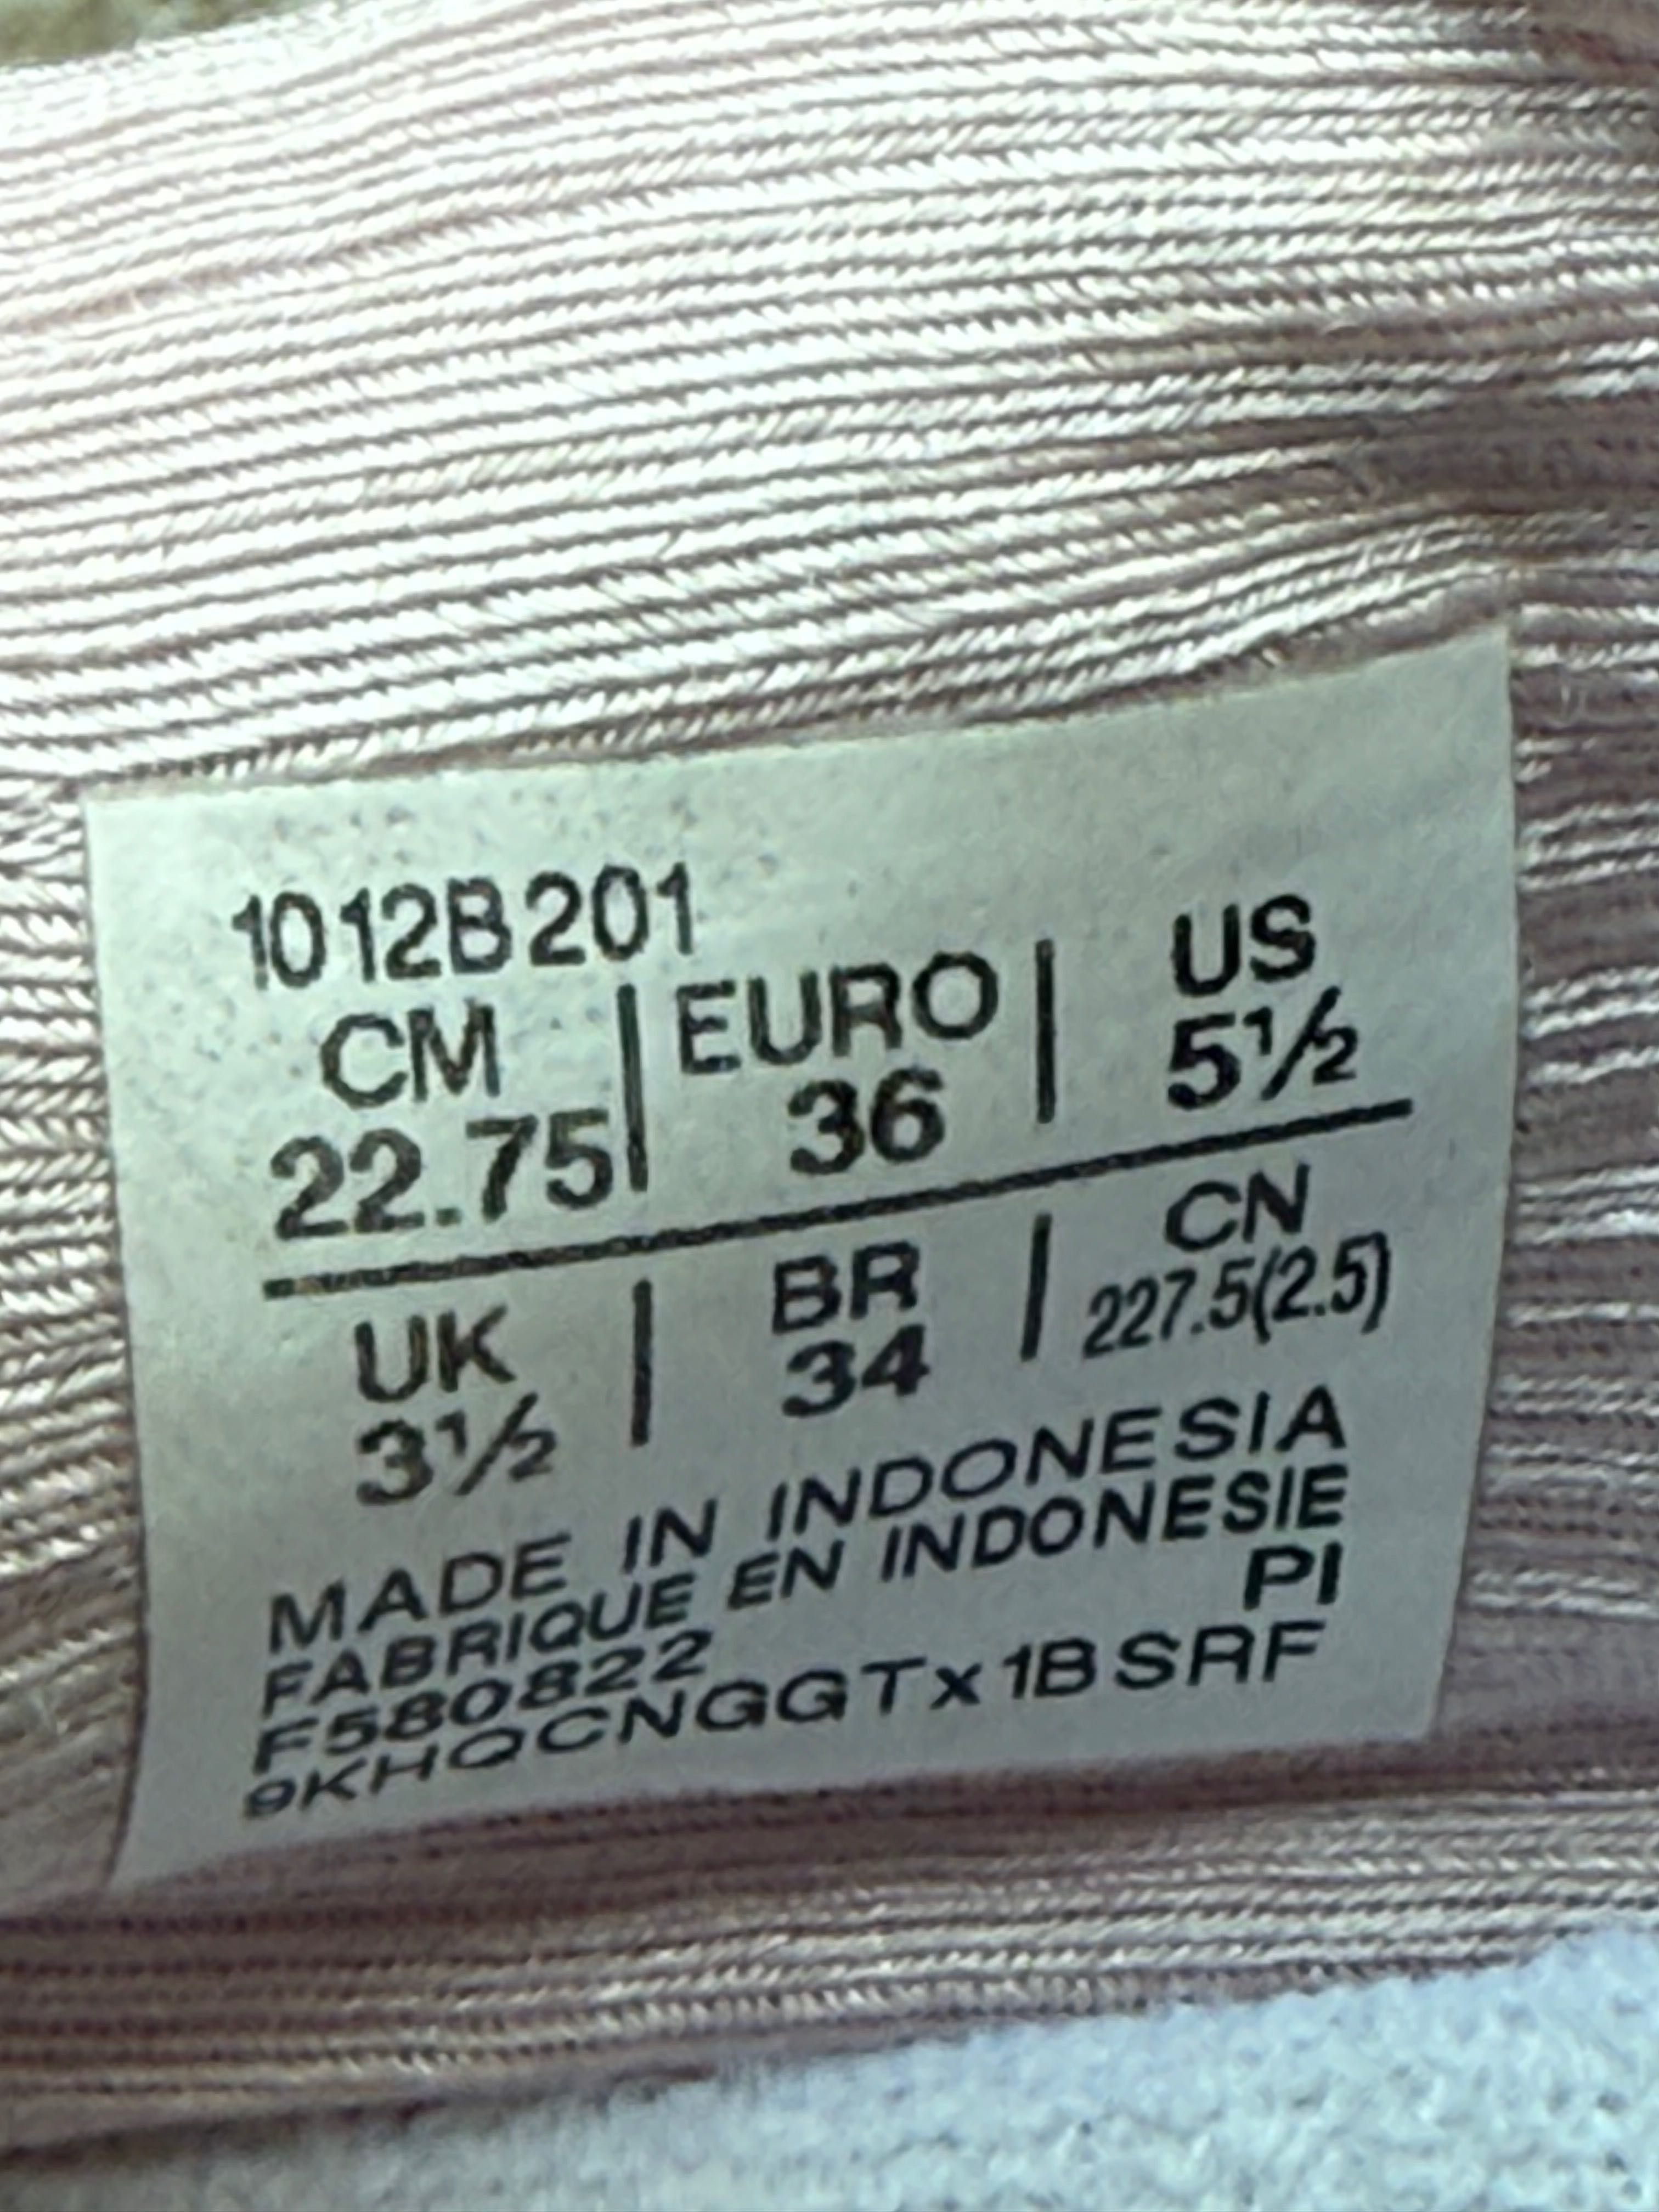 1012B201
CM | EURO | US
22.75 | 36 | 5½
UK | BR | CN
3½ | 34 | 227.5(2.5)
MADE IN INDONESIA
FABRIQUE EN INDONESIE
PI
F580822
9KHQCNGGTx1BSRF